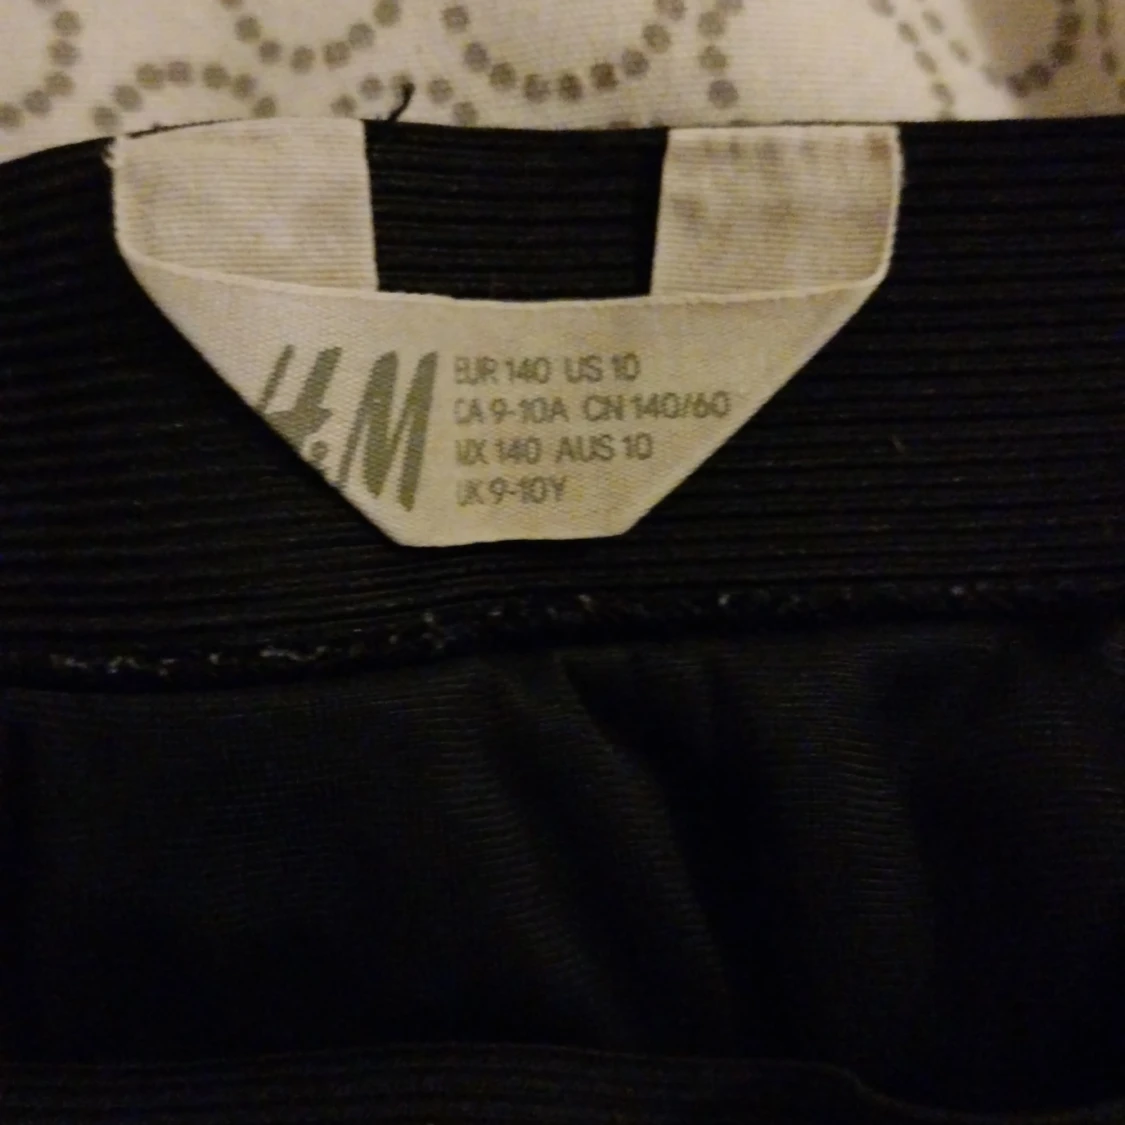 H&M
EUR 140 US 10
CA 9-10A CN 140/60
MX 140 AUS 10
UK 9-10Y